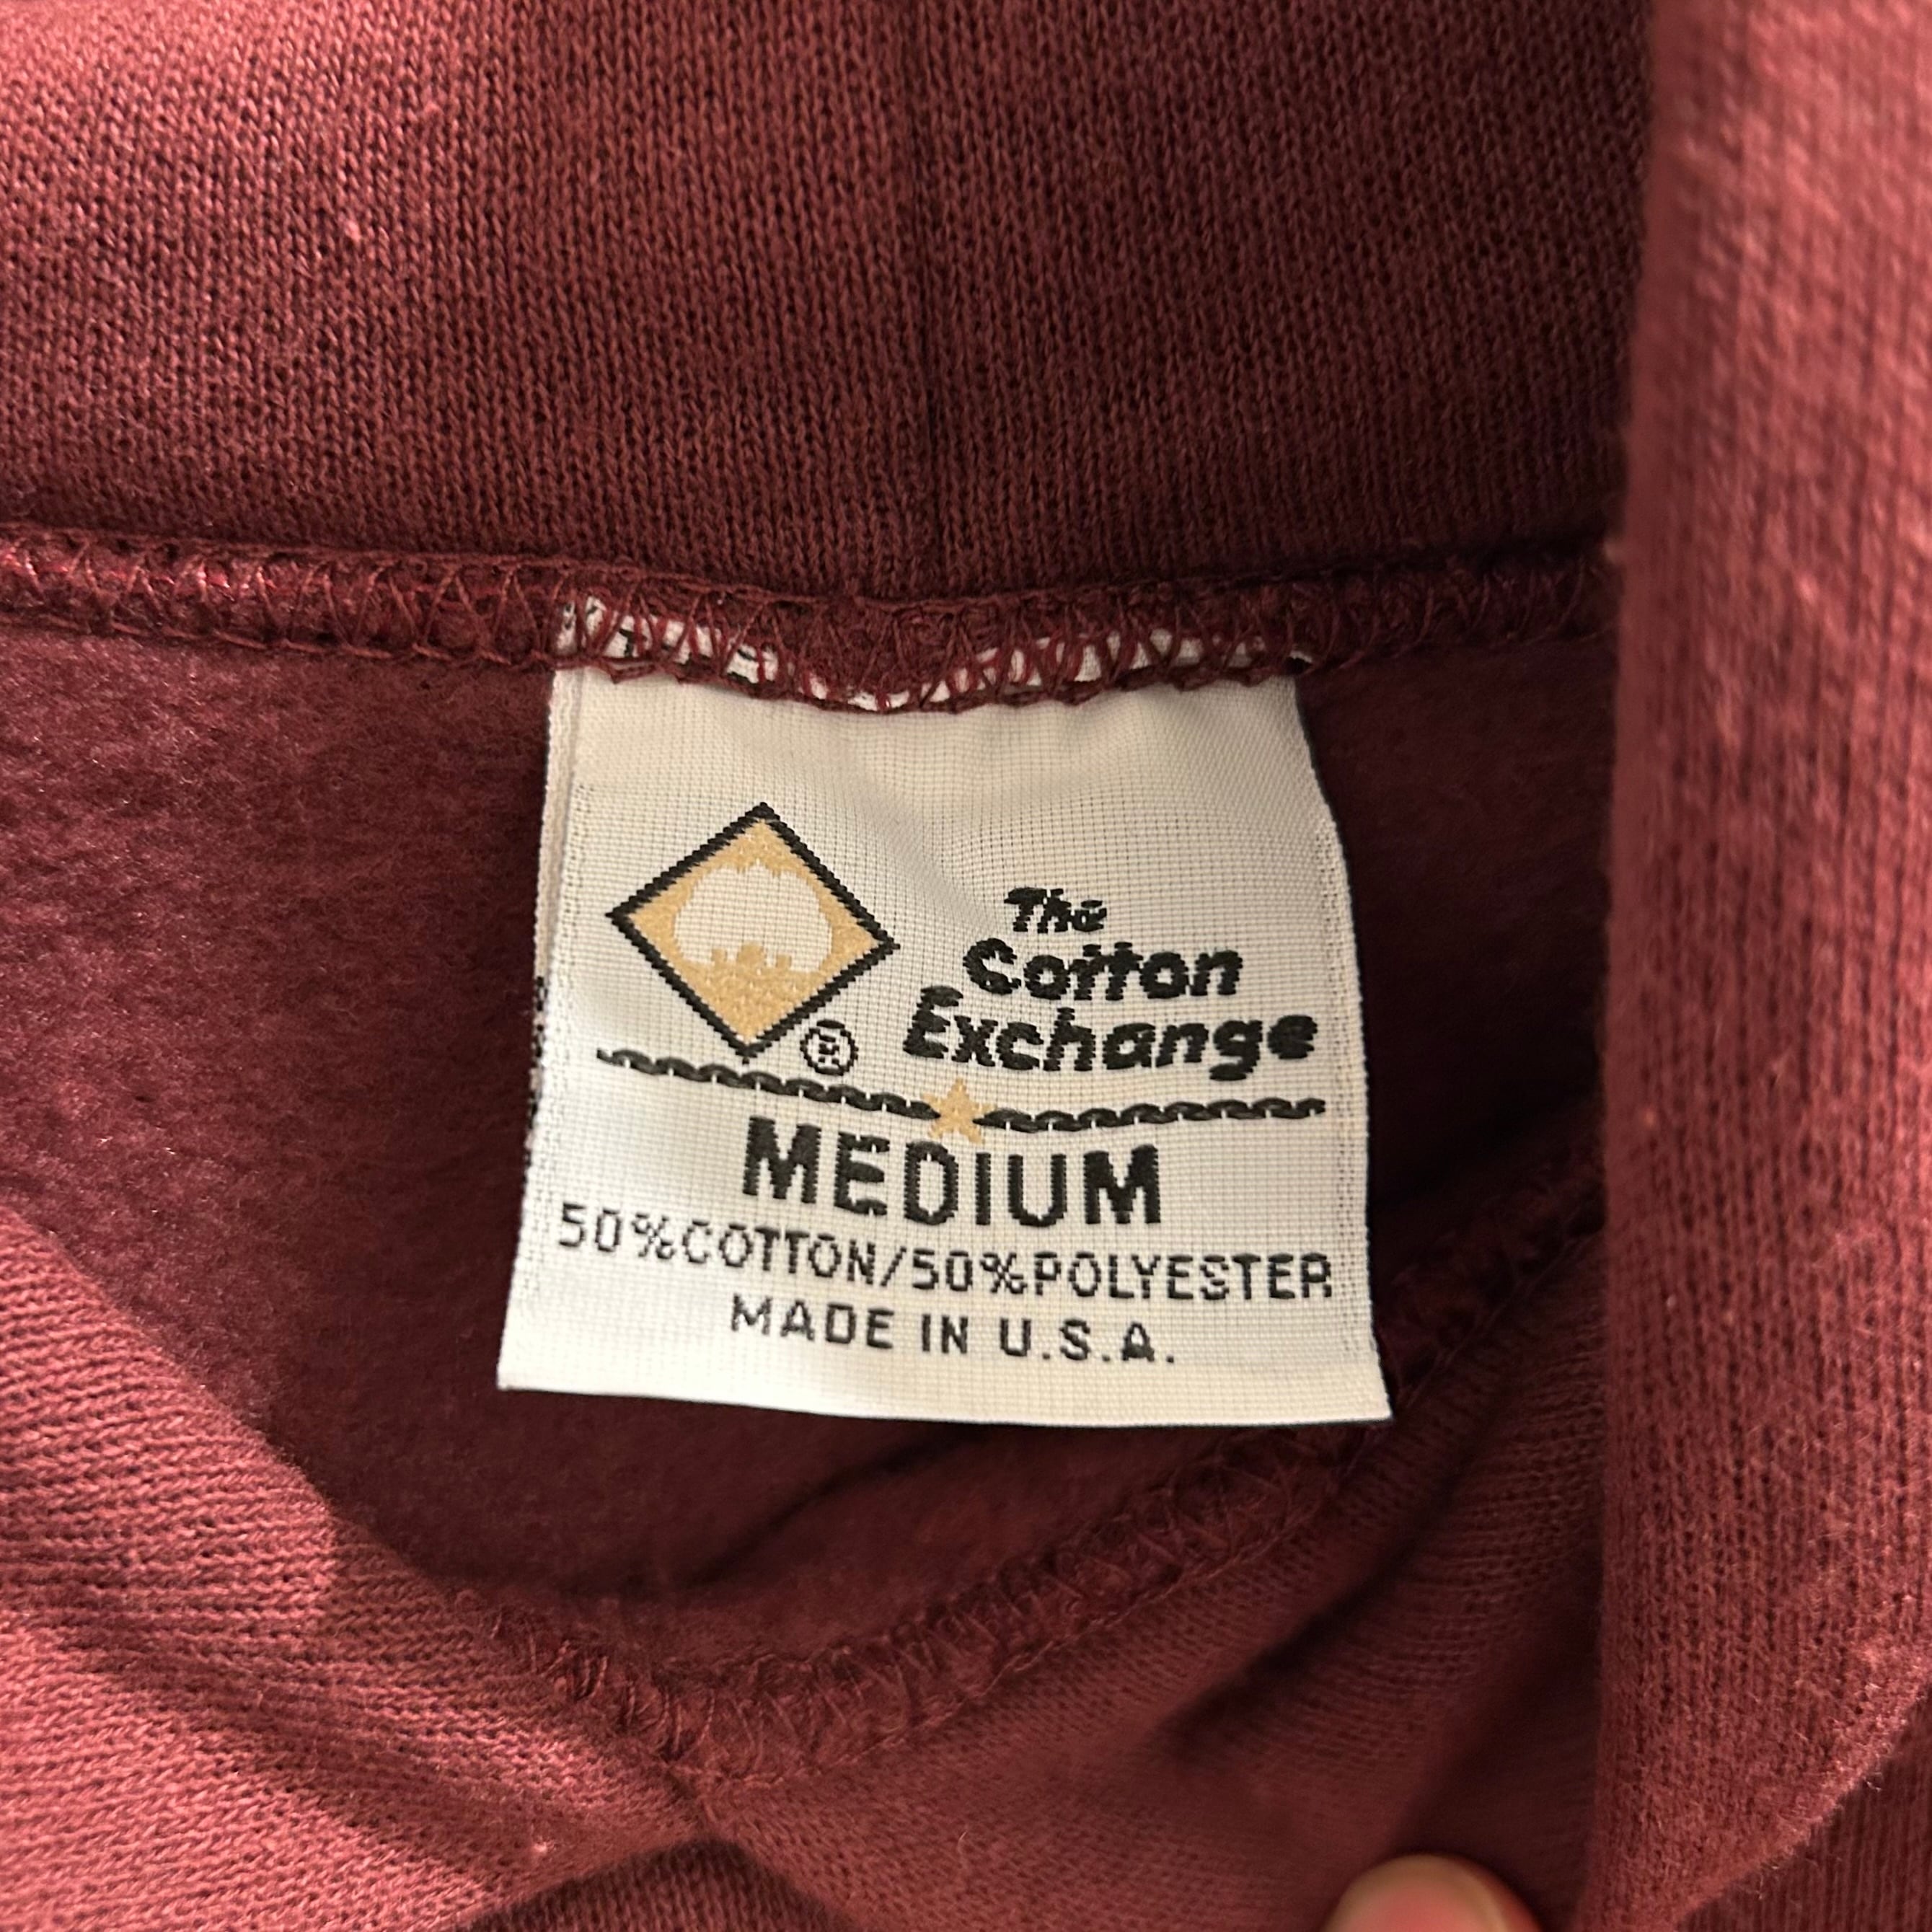 The
Cotton
Exchange
®
MEDIUM
50%COTTON/50%POLYESTER
MADE IN U.S.A.